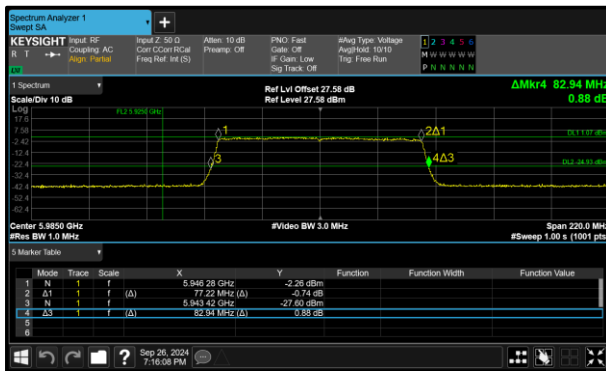 Spectrum Analyzer 1
Swept SA
KEYSIGHT Input: RF Input Z: 50 Ω Atten: 10 dB PNO: Fast #Avg Type: Voltage 1 2 3 4 5 6
R T Coupling: AC Corr CCorr RCal Preamp: Off Gate: Off Avg|Hold: 10/10 M W W W W W
Align: Partial Freq Ref: Int (S) IF Gain: Low Trig: Free Run
Sig Track: Off P N N N N N
1 Spectrum Ref Lvl Offset 27.58 dB ΔMkr4 82.94 MHz
Scale/Div 10 dB Ref Level 27.58 dBm 0.88 dB
Log
17.6 FL2 5.9250 GHz
7.58 1 2Δ1 DL1 1.07 dBm
-2.42
-12.4
-22.4 3 4Δ3 DL2 -24.93 dBm
-32.4
-42.4
-52.4
-62.4
Center 5.9850 GHz #Video BW 3.0 MHz Span 220.0 MHz
#Res BW 1.0 MHz #Sweep 1.00 s (1001 pts)
5 Marker Table
Mode Trace Scale X Y Function Function Width Function Value
1 N 1 f 5.946 28 GHz -2.26 dBm
2 Δ1 1 f (Δ) 77.22 MHz (Δ) -0.74 dB
3 N 1 f 5.943 42 GHz -27.60 dBm
4 Δ3 1 f (Δ) 82.94 MHz (Δ) 0.88 dB
5
6
? Sep 26, 2024
7:16:08 PM